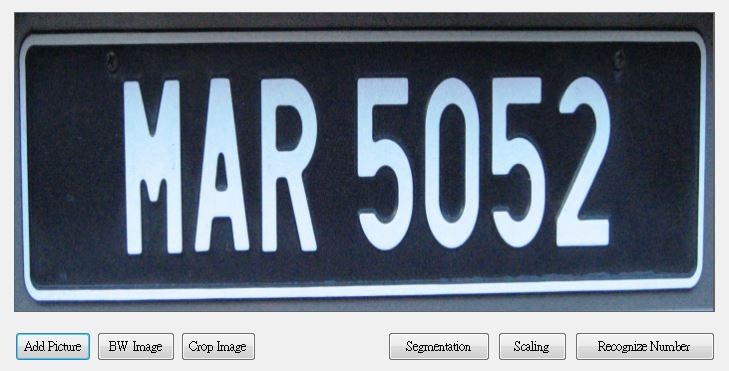 MAR 5052
Add Picture BW Image Crop Image Segmentation Scaling Recognize Number